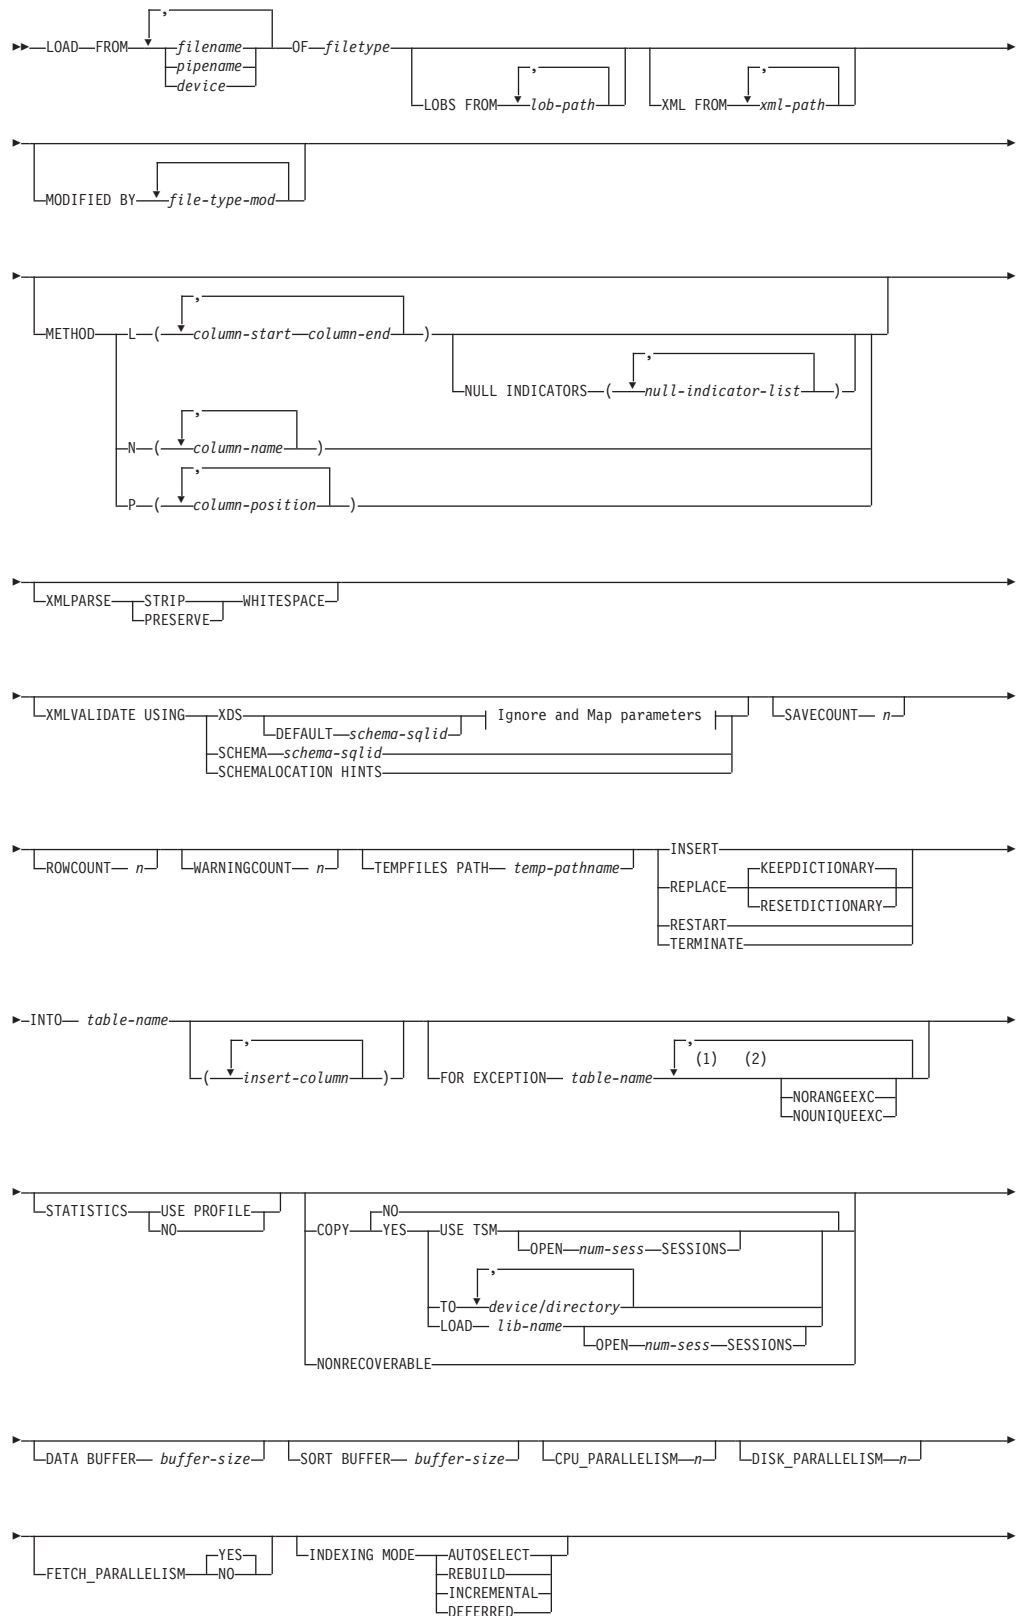 ,
LOAD FROM filename OF filetype
pipename
device
, ,
LOBS FROM lob-path XML FROM xml-path
MODIFIED BY file-type-mod
,
METHOD L ( column-start column-end )
,
NULL INDICATORS ( null-indicator-list )
,
N ( column-name )
,
P ( column-position )
XMLPARSE STRIP WHITESPACE
PRESERVE
XMLVALIDATE USING XDS Ignore and Map parameters SAVECOUNT n
DEFAULT schema-sqlid
SCHEMA schema-sqlid
SCHEMALOCATION HINTS
ROWCOUNT n WARNINGCOUNT n TEMPFILES PATH temp-pathname INSERT
KEEPDICTIONARY
REPLACE
RESETDICTIONARY
RESTART
TERMINATE
INTO table-name
, ,
( insert-column ) FOR EXCEPTION table-name (1) (2)
NORANGEEXC
NOUNIQUEEXC
STATISTICS USE PROFILE
NO
NO
COPY YES USE TSM
OPEN num-sess SESSIONS
,
TO device/directory
LOAD lib-name
OPEN num-sess SESSIONS
NONRECOVERABLE
DATA BUFFER buffer-size SORT BUFFER buffer-size CPU_PARALLELISM n DISK_PARALLELISM n
YES
FETCH_PARALLELISM NO
INDEXING MODE AUTOSELECT
REBUILD
INCREMENTAL
DEFERRED